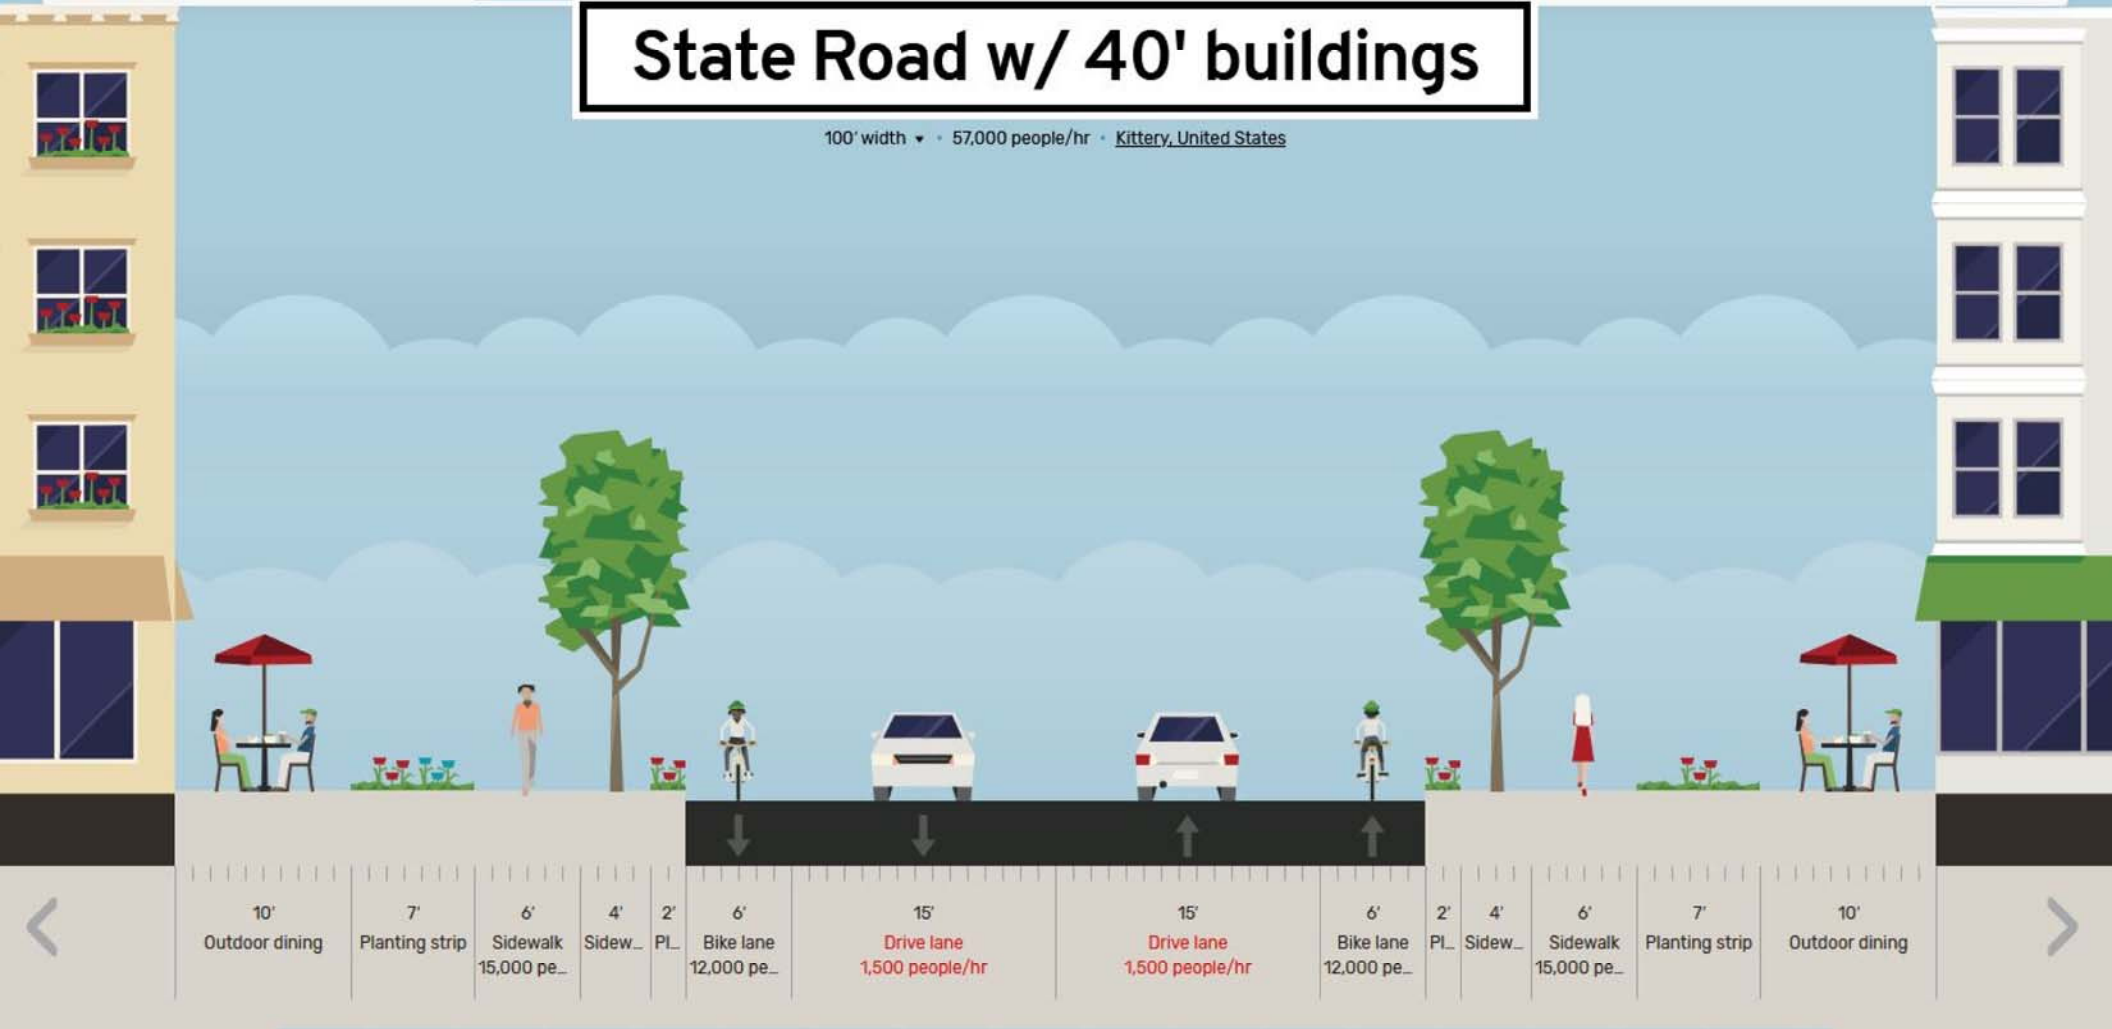 State Road w/ 40' buildings
100' width ▾ · 57,000 people/hr · Kittery, United States
10' 7' 6' 4' 2' 6' 15' 15' 6' 2' 4' 6' 7' 10'
Outdoor dining Planting strip Sidewalk Sidew... Pl... Bike lane Drive lane Drive lane Bike lane Pl... Sidew... Sidewalk Planting strip Outdoor dining
15,000 pe... 12,000 pe... 1,500 people/hr 1,500 people/hr 12,000 pe... 15,000 pe...